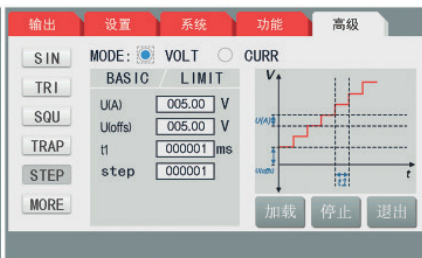 输出 设置 系统 功能 高级
SIN MODE: VOLT CURR
TRI BASIC / LIMIT
SQU U(A) 005.00 V
TRAP U(offs) 005.00 V
t1 000001 ms
STEP step 000001
MORE
V
U(A)
U(offs)
t1
t
加载 停止 退出